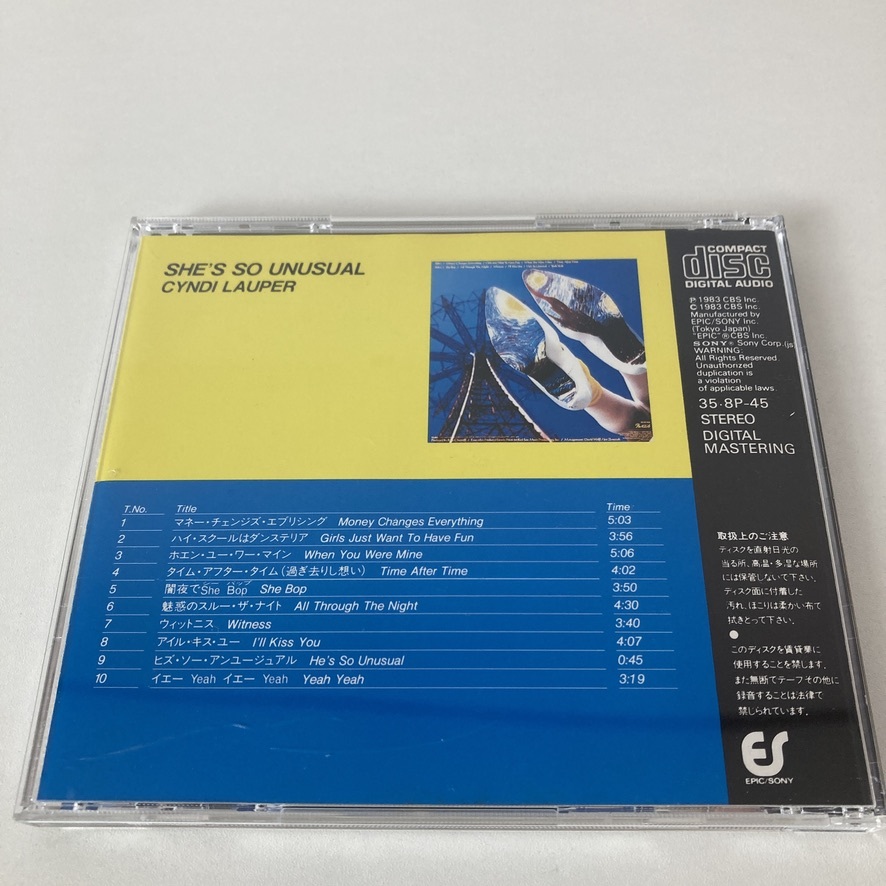 SHE'S SO UNUSUAL
CYNDI LAUPER
COMPACT
disc
DIGITAL AUDIO
℗ 1983 CBS Inc.
© 1983 CBS Inc.
Manufactured by
EPIC/SONY Inc.
(Tokyo Japan)
"EPIC"® CBS Inc.
SONY® Sony Corp.
WARNING:
All Rights Reserved.
Unauthorized
duplication is
a violation
of applicable laws.
35・8P-45
STEREO
DIGITAL
MASTERING
T.No. Title Time
1 マネー・チェンジズ・エブリシング Money Changes Everything 5:03
2 ハイ・スクールはダンステリア Girls Just Want To Have Fun 3:56
3 ホエン・ユー・ワー・マイン When You Were Mine 5:06
4 タイム・アフター・タイム(過ぎ去りし想い) Time After Time 4:02
5 闇夜でShe Bop She Bop 3:50
6 魅惑のスルー・ザ・ナイト All Through The Night 4:30
7 ウィットニス Witness 3:40
8 アイル・キス・ユー I'll Kiss You 4:07
9 ヒズ・ソー・アンユージュアル He's So Unusual 0:45
10 イエー Yeah イエー Yeah Yeah Yeah 3:19
取扱上のご注意
ディスクを直射日光の
当る所、高温・多湿な場所
には保管しないで下さい。
ディスク面に付着した
汚れ、ほこりは柔かい布で
拭きとって下さい。
●
このディスクを賃貸業に
使用することを禁します。
また無断でテープその他に
録音することは法律で
禁じられています。
ES
EPIC/SONY